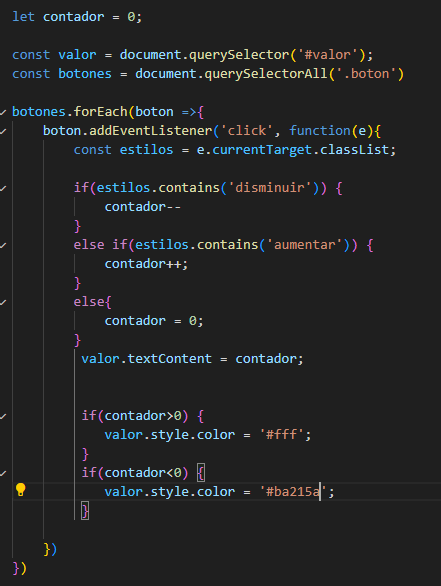 let contador = 0;
const valor = document.querySelector('#valor');
const botones = document.querySelectorAll('.boton')
botones.forEach(boton =>{
boton.addEventListener('click', function(e){
const estilos = e.currentTarget.classList;
if(estilos.contains('disminuir')) {
contador--
}
else if(estilos.contains('aumentar')) {
contador++;
}
else{
contador = 0;
}
valor.textContent = contador;
if(contador>0) {
valor.style.color = '#fff';
}
if(contador<0) {
valor.style.color = '#ba215a';
}
})
})